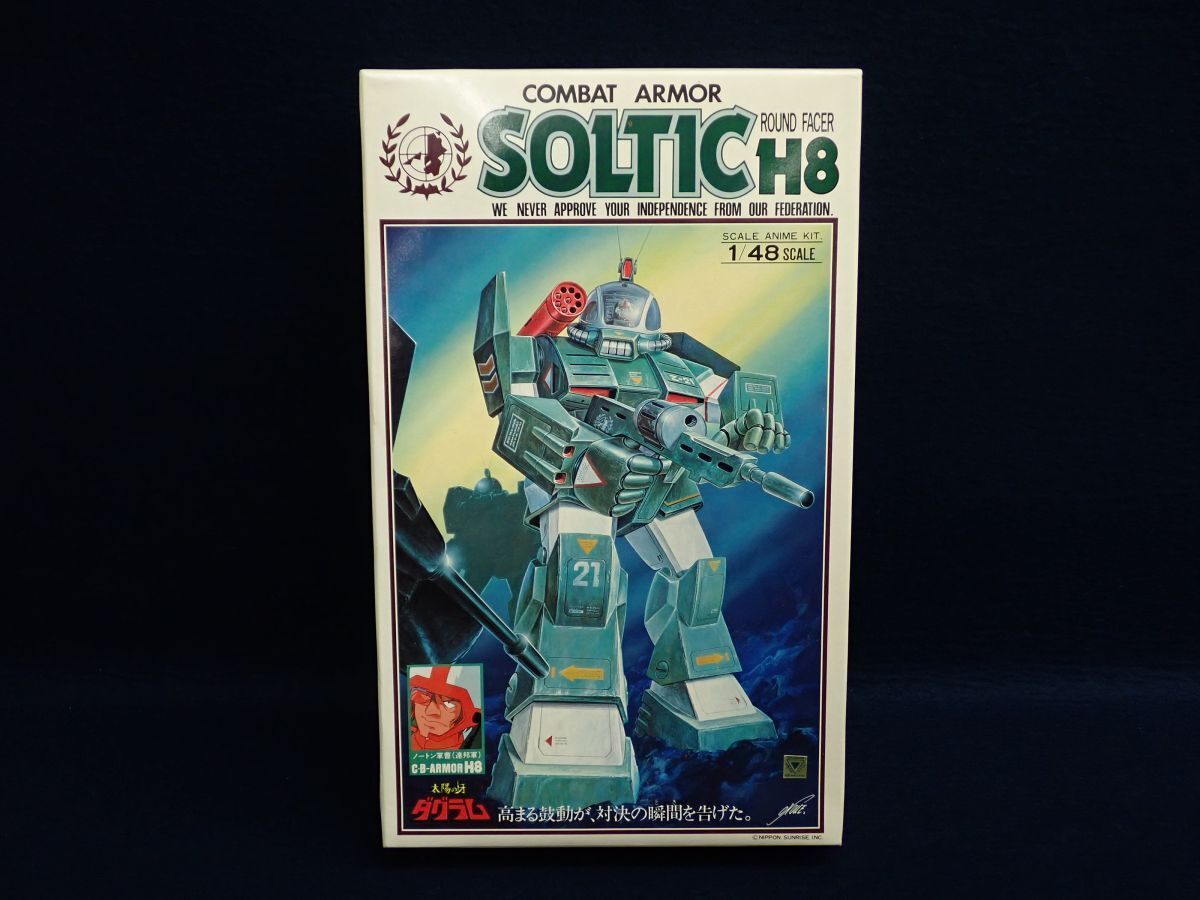 COMBAT ARMOR
SOLTIC
ROUND FACER
H8
WE NEVER APPROVE YOUR INDEPENDENCE FROM OUR FEDERATION.
SCALE ANIME KIT.
1/48 SCALE
Z-21
21
ノートン軍曹(連邦軍)
C·B-ARMOR H8
太陽の牙
ダグラム
高まる鼓動が、対決の瞬間を告げた。
©NIPPON SUNRISE INC.